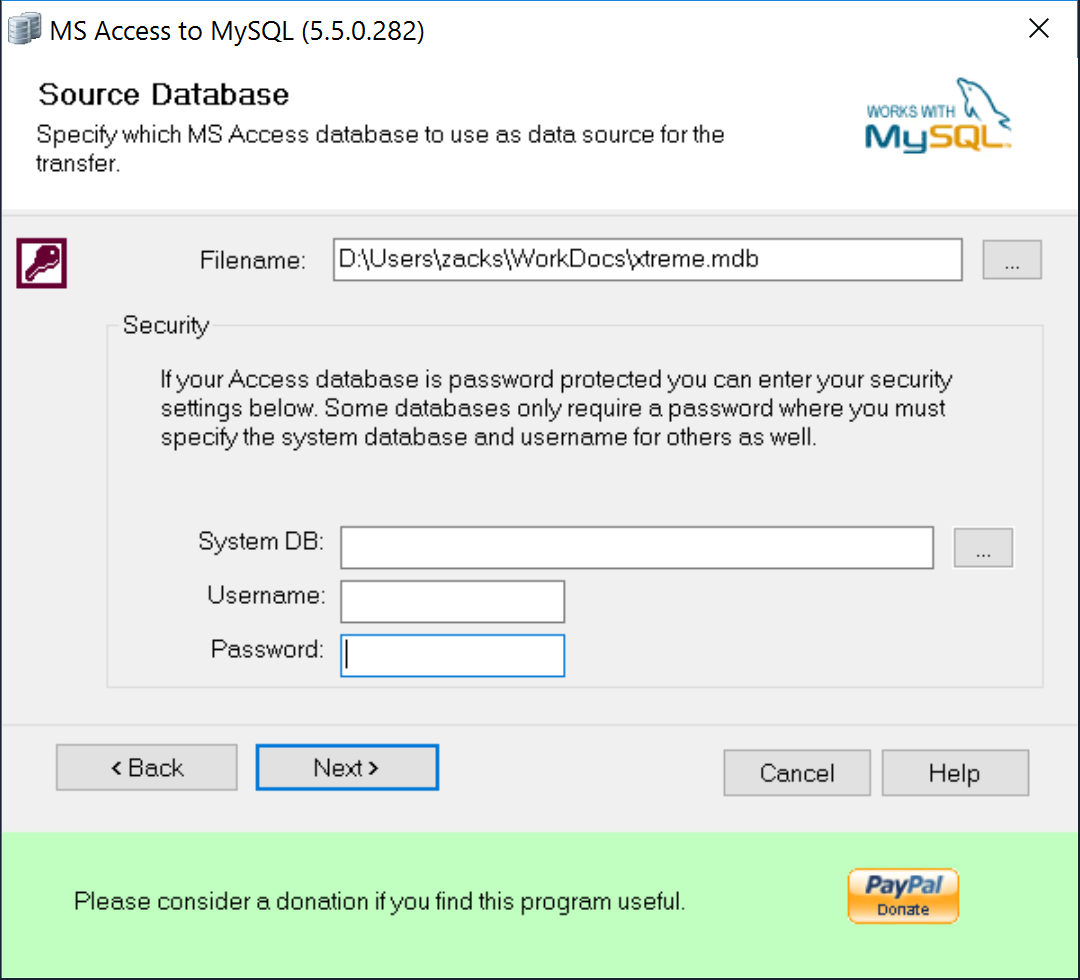 MS Access to MySQL (5.5.0.282)
Source Database
Specify which MS Access database to use as data source for the
transfer.
WORKS WITH
MySQL™
Filename:
D:\Users\zacks\WorkDocs\xtreme.mdb
...
Security
If your Access database is password protected you can enter your security
settings below. Some databases only require a password where you must
specify the system database and username for others as well.
System DB:
...
Username:
Password:
< Back
Next >
Cancel
Help
Please consider a donation if you find this program useful.
PayPal
Donate